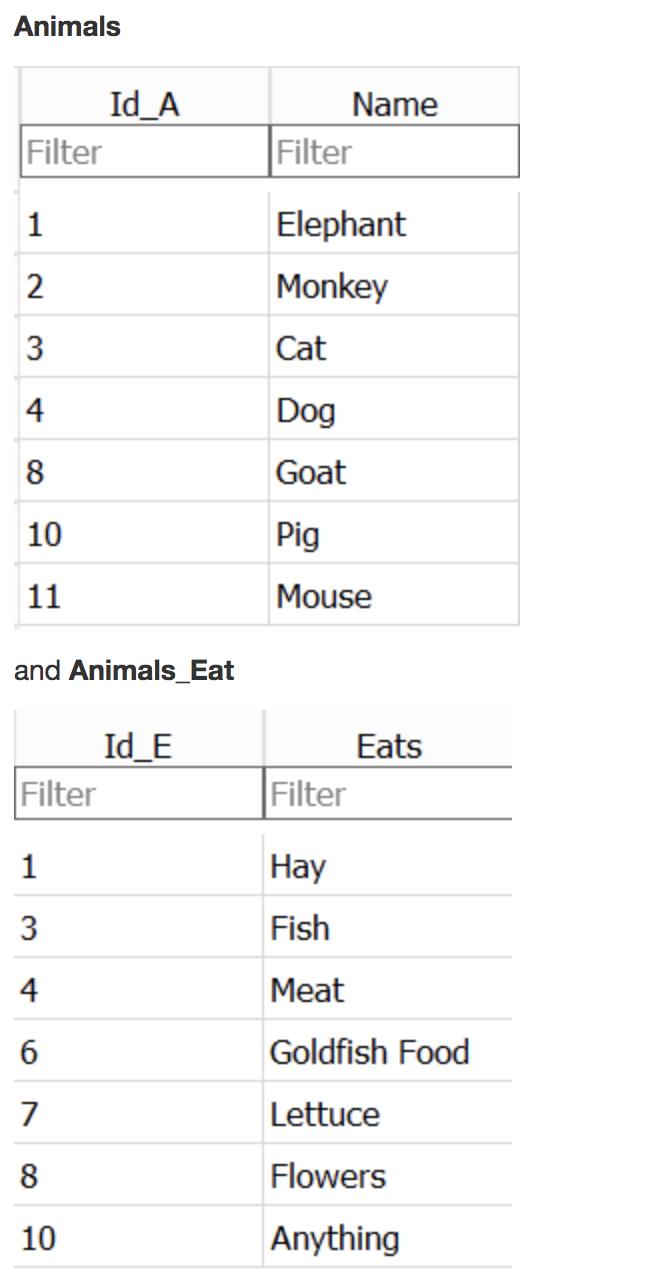 Animals
Id_A Name
Filter Filter
1 Elephant
2 Monkey
3 Cat
4 Dog
8 Goat
10 Pig
11 Mouse
and Animals_Eat
Id_E Eats
Filter Filter
1 Hay
3 Fish
4 Meat
6 Goldfish Food
7 Lettuce
8 Flowers
10 Anything